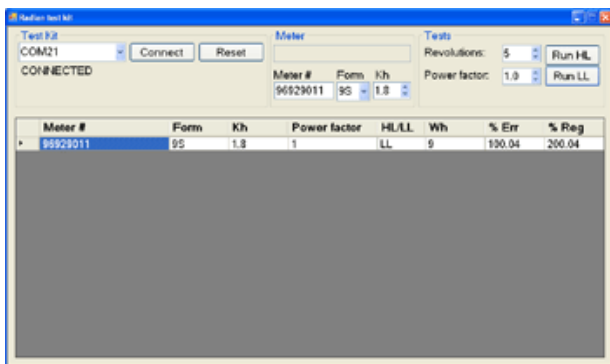 Radian test kit
Test Kit
COM21 Connect Reset
CONNECTED
Meter
Meter # Form Kh
96929011 9S 1.8
Tests
Revolutions: 5 Run HL
Power factor: 1.0 Run LL
Meter # Form Kh Power factor HL/LL Wh % Err % Reg
96929011 9S 1.8 1 LL 9 100.04 200.04